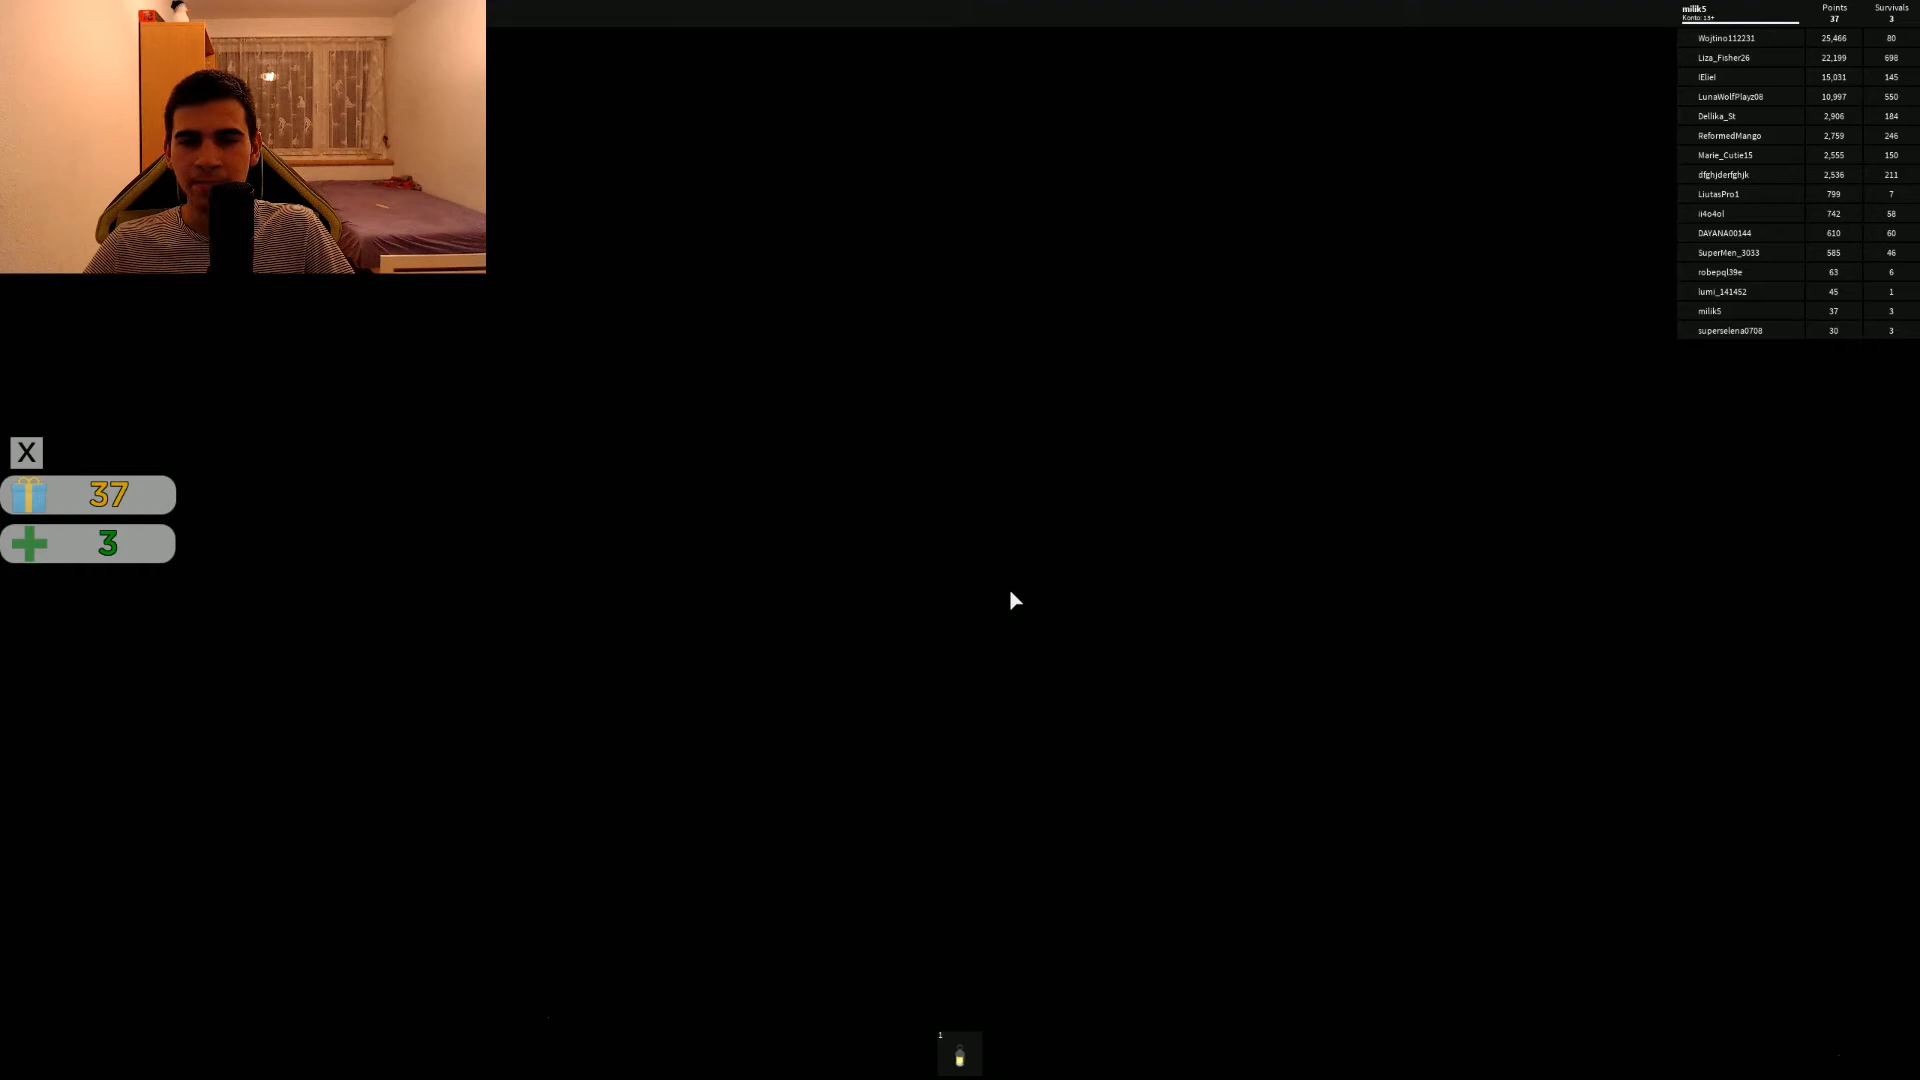 milik5 Points Survivals
Konto: 13+ 37 3
Wojtino112231 25,466 80
Liza_Fisher26 22,199 698
IElieI 15,031 145
LunaWolfPlayz08 10,997 550
Dellika_St 2,906 184
ReformedMango 2,759 246
Marie_Cutie15 2,555 150
dfghjderfghjk 2,536 211
LiutasPro1 799 7
ii4o4ol 742 58
DAYANA00144 610 60
SuperMen_3033 585 46
robepql39e 63 6
lumi_141452 45 1
milik5 37 3
superselena0708 30 3
X
37
3
1